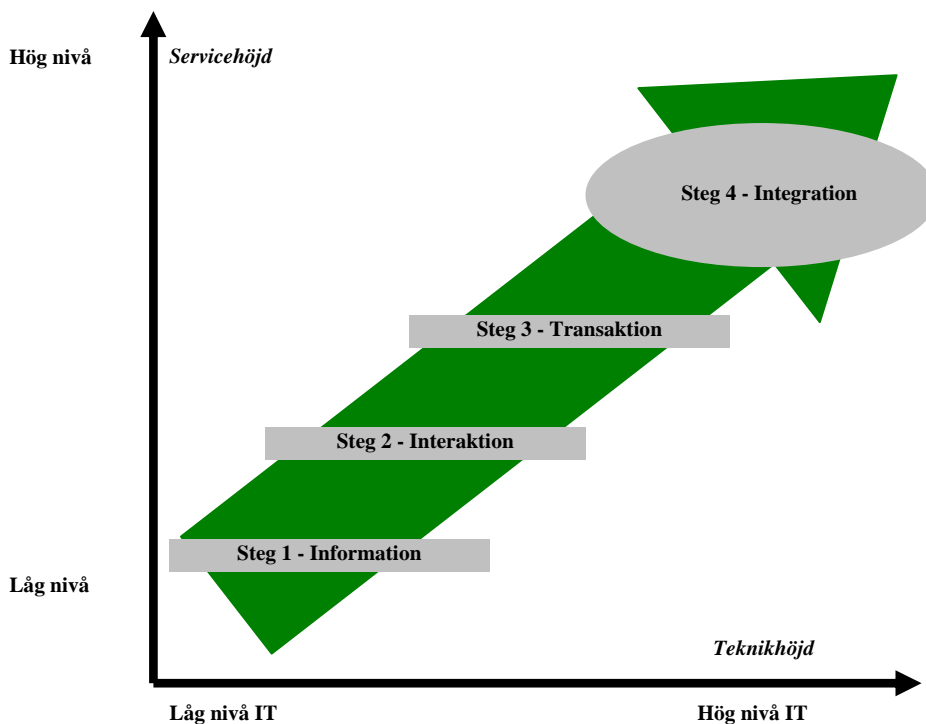 Hög nivå
Servicehöjd
Steg 4 - Integration
Steg 3 - Transaktion
Steg 2 - Interaktion
Steg 1 - Information
Låg nivå
Teknikhöjd
Låg nivå IT
Hög nivå IT